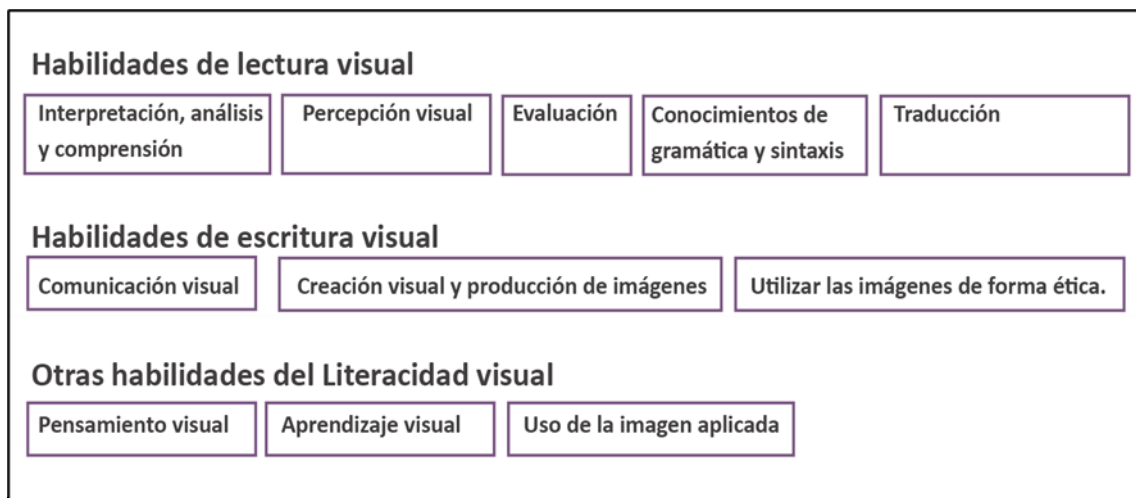 Habilidades de lectura visual
Interpretación, análisis
y comprensión
Percepción visual
Evaluación
Conocimientos de
gramática y sintaxis
Traducción
Habilidades de escritura visual
Comunicación visual
Creación visual y producción de imágenes
Utilizar las imágenes de forma ética.
Otras habilidades del Literacidad visual
Pensamiento visual
Aprendizaje visual
Uso de la imagen aplicada